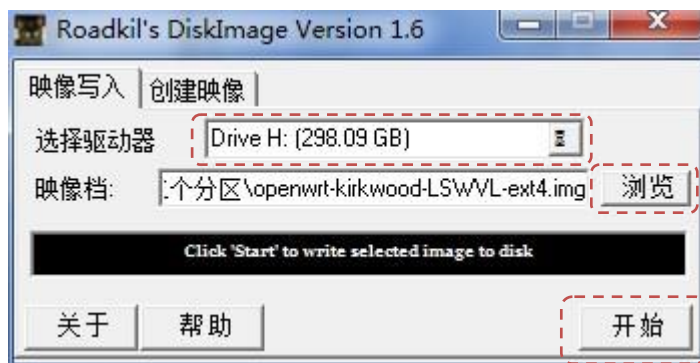 Roadkil's DiskImage Version 1.6
映像写入 创建映像
选择驱动器 Drive H: (298.09 GB)
映像档: 个分区\openwrt-kirkwood-LSWVL-ext4.img 浏览
Click 'Start' to write selected image to disk
关于 帮助 开始